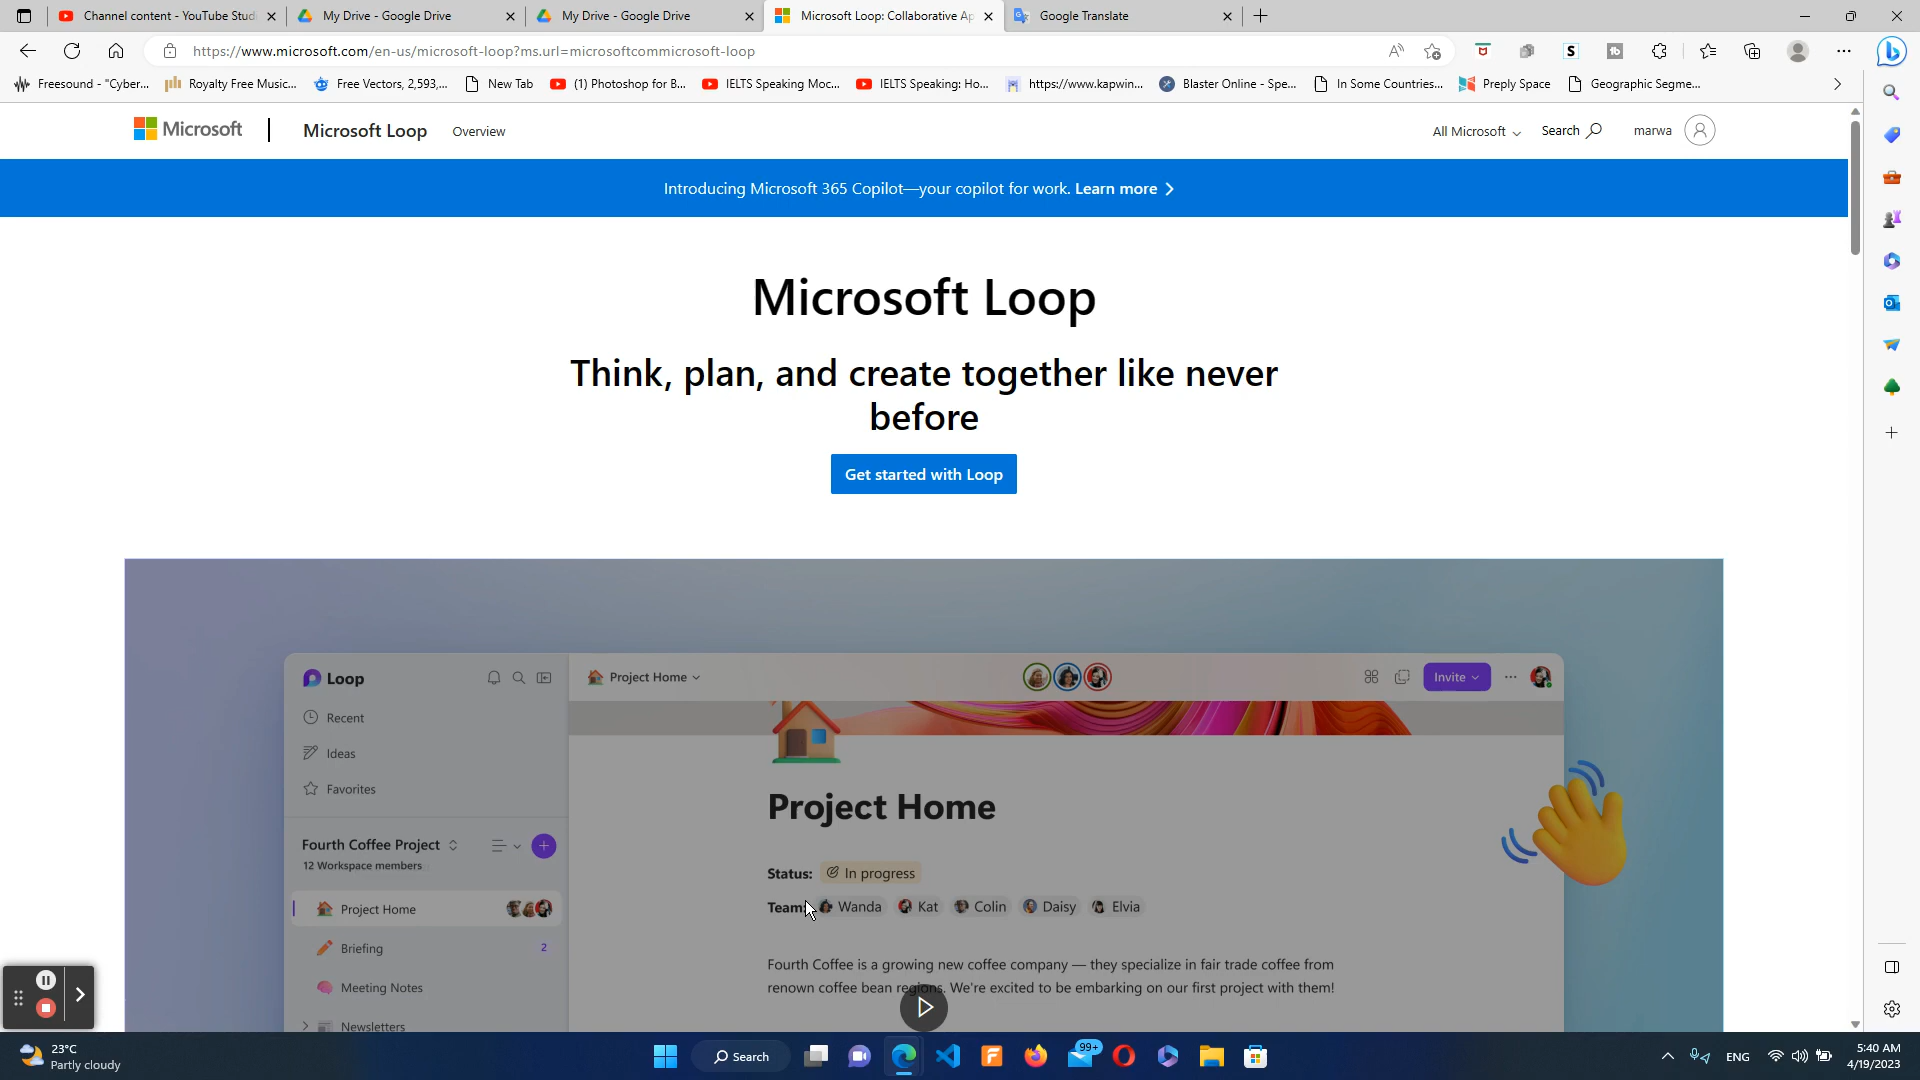 Channel content - YouTube Stud
My Drive - Google Drive
My Drive - Google Drive
Microsoft Loop: Collaborative Ap
Google Translate
https://www.microsoft.com/en-us/microsoft-loop?ms.url=microsoftcommicrosoft-loop
Freesound - "Cyber...
Royalty Free Music...
Free Vectors, 2,593,...
New Tab
(1) Photoshop for B...
IELTS Speaking Moc...
IELTS Speaking: Ho...
https://www.kapwin...
Blaster Online - Spe...
In Some Countries...
Preply Space
Geographic Segme...
Microsoft
Microsoft Loop
Overview
All Microsoft
Search
marwa
Introducing Microsoft 365 Copilot—your copilot for work. Learn more
Microsoft Loop
Think, plan, and create together like never
before
Get started with Loop
Loop
Project Home
Invite
Recent
Ideas
Favorites
Fourth Coffee Project
12 Workspace members
Project Home
Briefing
2
Meeting Notes
Newsletters
Project Home
Status: In progress
Team: Wanda Kat Colin Daisy Elvia
Fourth Coffee is a growing new coffee company — they specialize in fair trade coffee from
renown coffee bean regions. We're excited to be embarking on our first project with them!
23°C
Partly cloudy
Search
99+
ENG
5:40 AM
4/19/2023